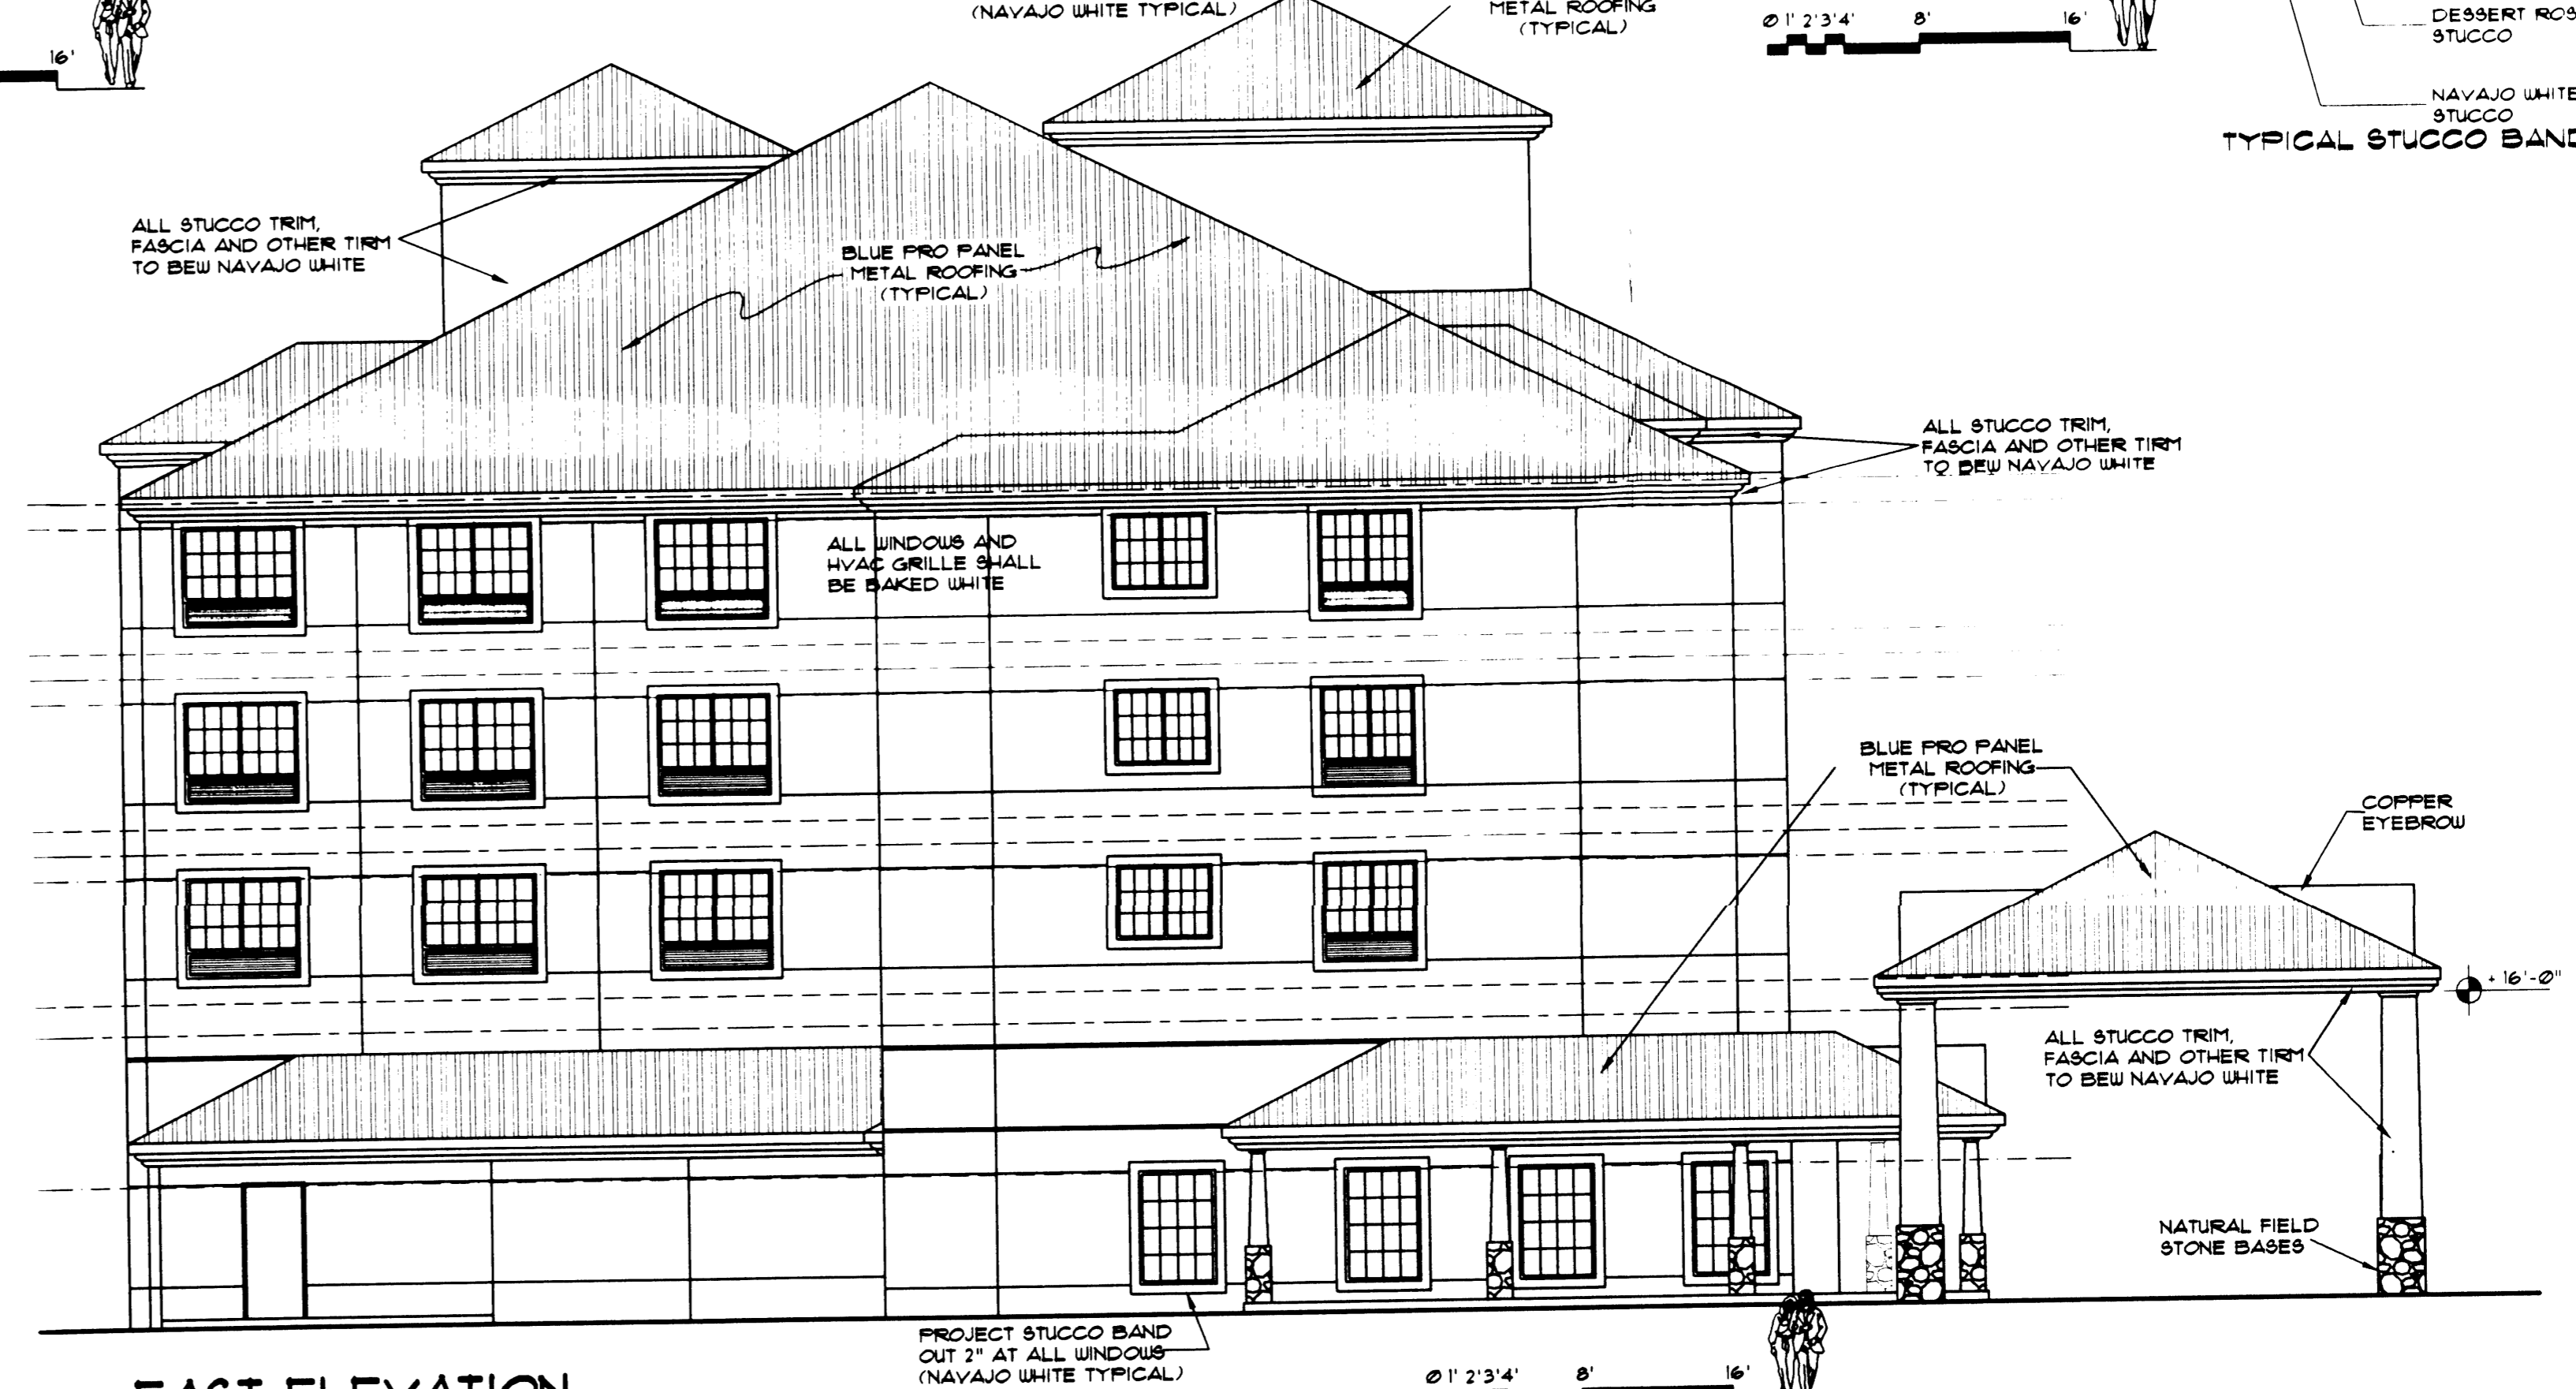 (NAVAJO WHITE TYPICAL)
METAL ROOFING
(TYPICAL)
16'
Ø 1' 2'3'4' 8' 16'
DESSERT ROS
STUCCO
NAVAJO WHITE
STUCCO
TYPICAL STUCCO BAND
ALL STUCCO TRIM,
FASCIA AND OTHER TIRM
TO BEW NAVAJO WHITE
BLUE PRO PANEL
METAL ROOFING
(TYPICAL)
ALL STUCCO TRIM,
FASCIA AND OTHER TIRM
TO BEW NAVAJO WHITE
ALL WINDOWS AND
HVAC GRILLE SHALL
BE BAKED WHITE
BLUE PRO PANEL
METAL ROOFING
(TYPICAL)
COPPER
EYEBROW
+ 16'-Ø"
ALL STUCCO TRIM,
FASCIA AND OTHER TIRM
TO BEW NAVAJO WHITE
NATURAL FIELD
STONE BASES
PROJECT STUCCO BAND
OUT 2" AT ALL WINDOWS
(NAVAJO WHITE TYPICAL)
Ø 1' 2'3'4' 8' 16'
EAST ELEVATION